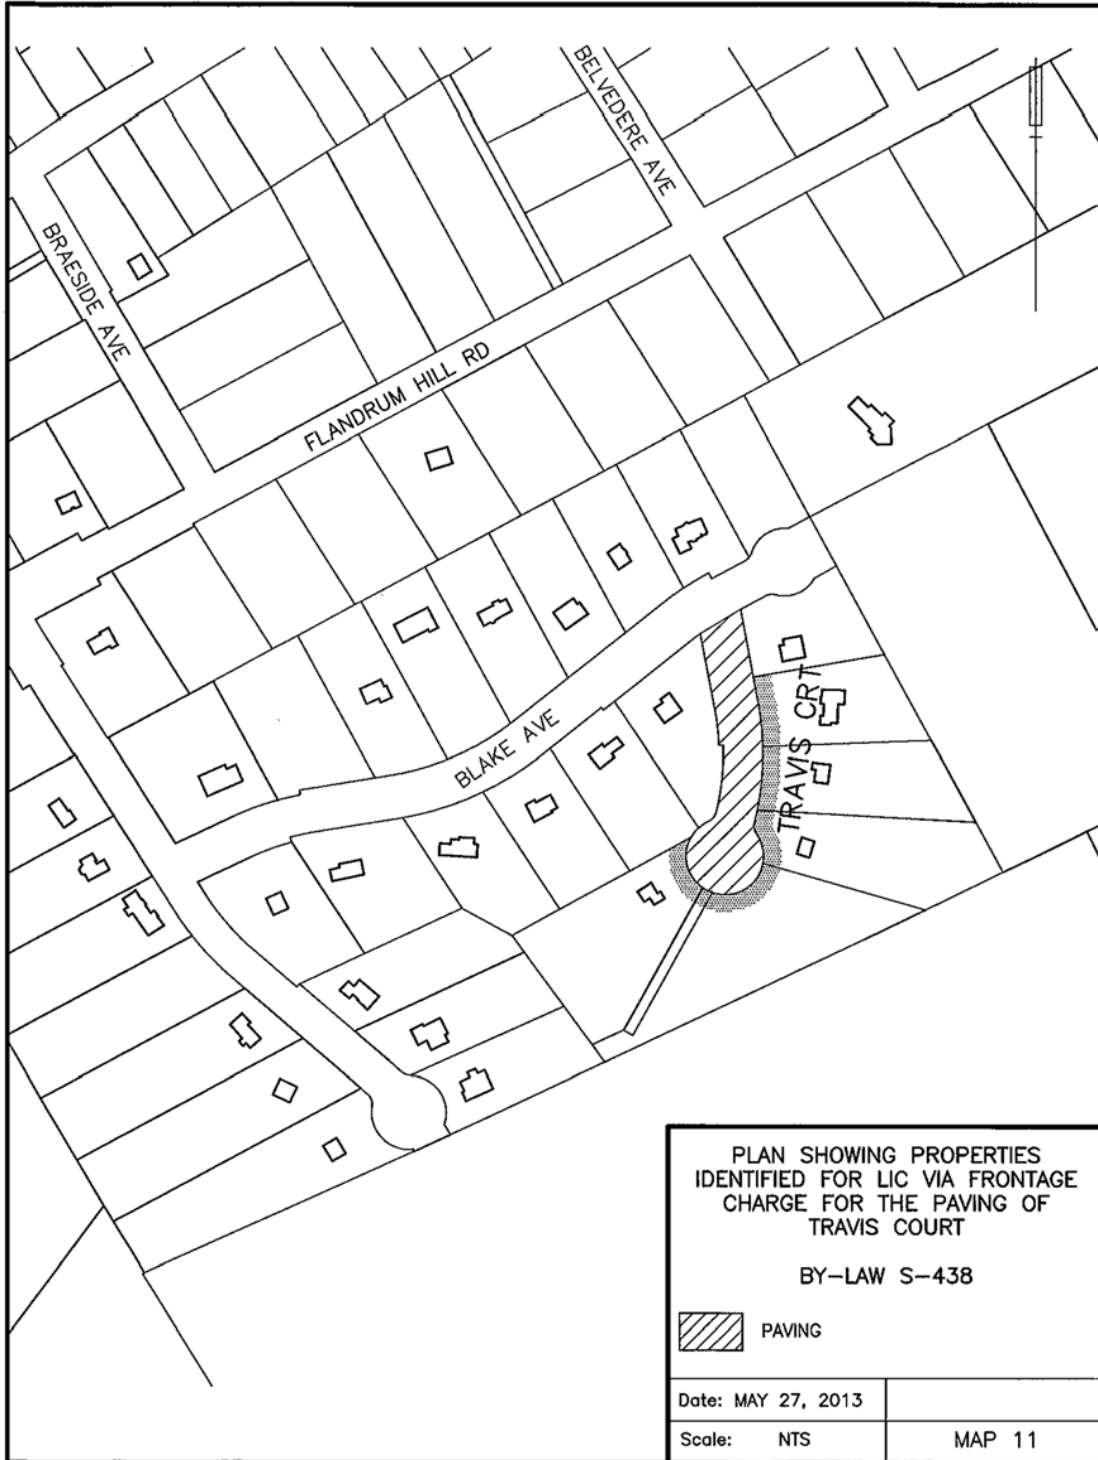 BELVEDERE AVE
BRAESIDE AVE
FLANDRUM HILL RD
BLAKE AVE
TRAVIS CRT
PLAN SHOWING PROPERTIES
IDENTIFIED FOR LIC VIA FRONTAGE
CHARGE FOR THE PAVING OF
TRAVIS COURT
BY-LAW S-438
PAVING
Date: MAY 27, 2013
Scale: NTS
MAP 11